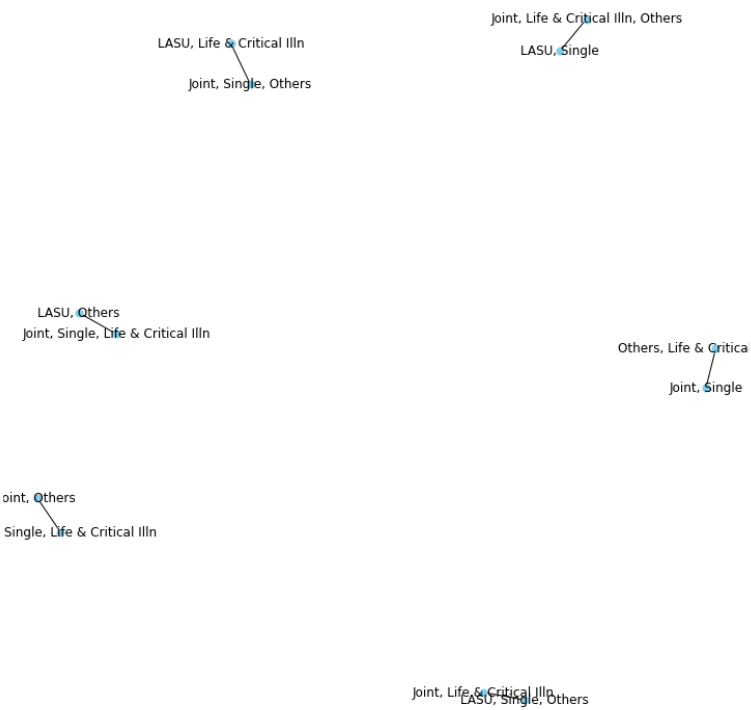 Joint, Life & Critical Illn, Others
LASU, Life & Critical Illn
LASU, Single
Joint, Single, Others
LASU, Others
Joint, Single, Life & Critical Illn
Others, Life & Critical
Joint, Single
oint, Others
Single, Life & Critical Illn
Joint, Life & Critical Illn
LASU, Single, Others